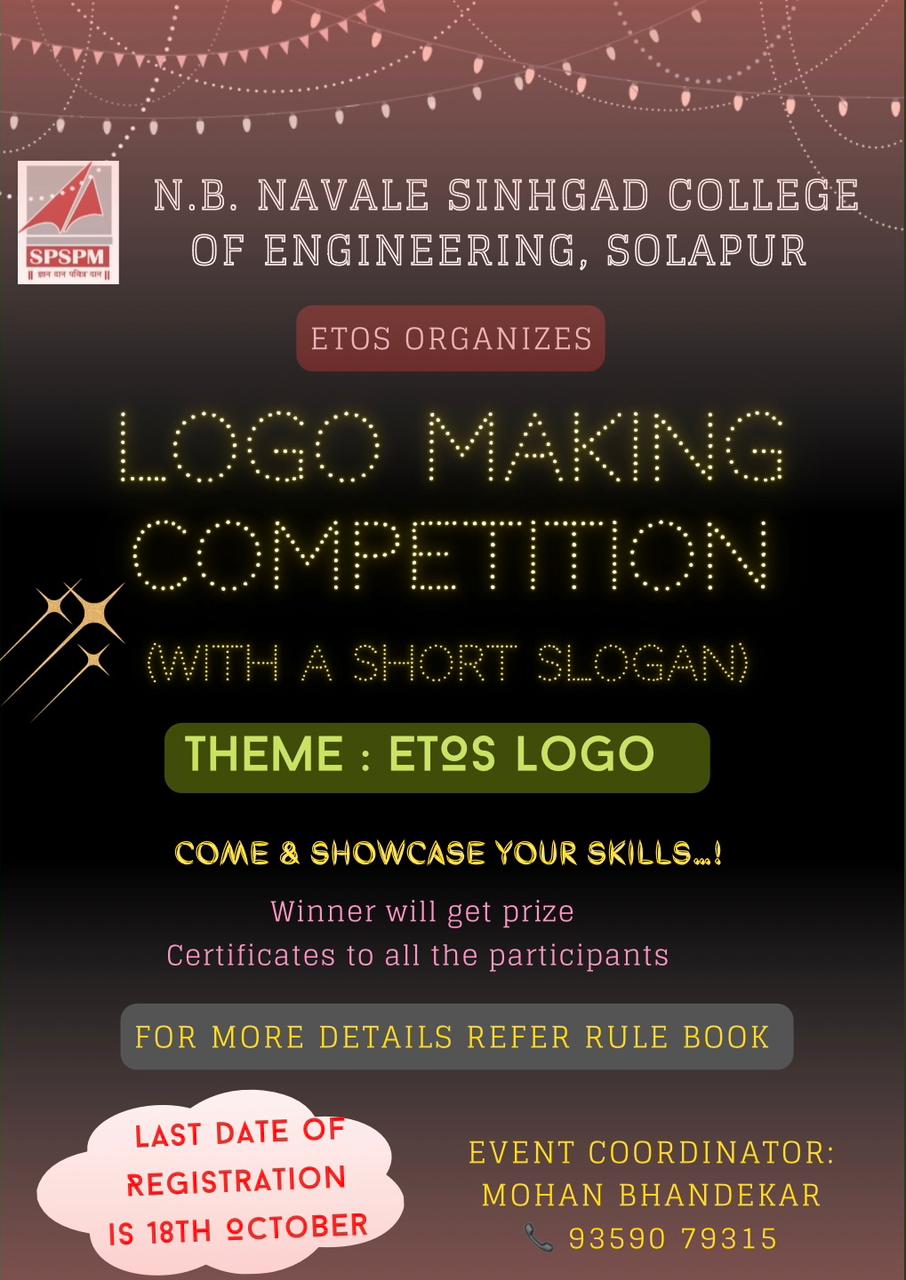 N.B. NAVALE SINHGAD COLLEGE
OF ENGINEERING, SOLAPUR
SPSPM
|| ज्ञान दान पवित्र दान ||
ETOS ORGANIZES
LOGO MAKING
COMPETITION
(WITH A SHORT SLOGAN)
THEME : ETOS LOGO
COME & SHOWCASE YOUR SKILLS...!
Winner will get prize
Certificates to all the participants
FOR MORE DETAILS REFER RULE BOOK
LAST DATE OF
REGISTRATION
IS 18TH OCTOBER
EVENT COORDINATOR:
MOHAN BHANDEKAR
📞 93590 79315